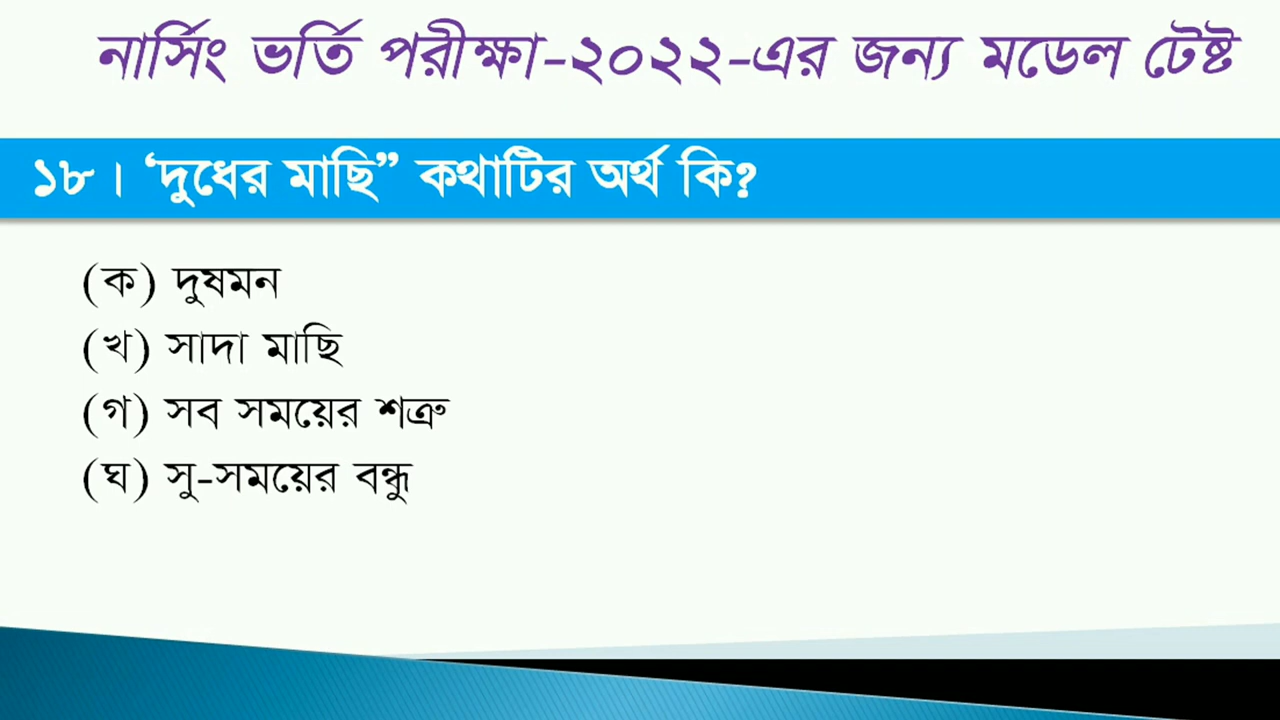 নার্সিং ভর্তি পরীক্ষা-২০২২-এর জন্য মডেল টেষ্ট
১৮। ‘দুধের মাছি” কথাটির অর্থ কি?
(ক) দুষমন
(খ) সাদা মাছি
(গ) সব সময়ের শত্রু
(ঘ) সু-সময়ের বন্ধু